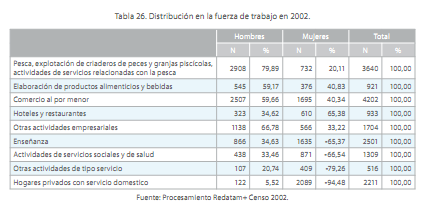 Tabla 26. Distribución en la fuerza de trabajo en 2002.
Hombres Mujeres Total
N % N % N %
Pesca, explotación de criaderos de peces y granjas piscícolas, actividades de servicios relacionadas con la pesca 2908 79,89 732 20,11 3640 100,00
Elaboración de productos alimenticios y bebidas 545 59,17 376 40,83 921 100,00
Comercio al por menor 2507 59,66 1695 40,34 4202 100,00
Hoteles y restaurantes 323 34,62 610 65,38 933 100,00
Otras actividades empresariales 1138 66,78 566 33,22 1704 100,00
Enseñanza 866 34,63 1635 •65,37 2501 100,00
Actividades de servicios sociales y de salud 438 33,46 871 •66,54 1309 100,00
Otras actividades de tipo servicio 107 20,74 409 •79,26 516 100,00
Hogares privados con servicio domestico 122 5,52 2089 •94,48 2211 100,00
Fuente: Procesamiento Redatam+ Censo 2002.